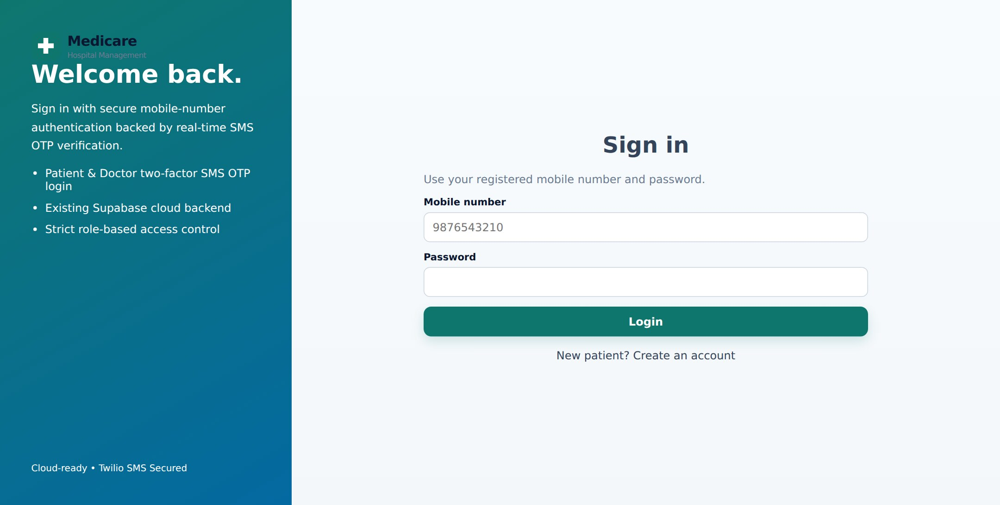 Medicare
Hospital Management
Welcome back.
Sign in with secure mobile-number
authentication backed by real-time SMS
OTP verification.
• Patient & Doctor two-factor SMS OTP
login
• Existing Supabase cloud backend
• Strict role-based access control
Cloud-ready • Twilio SMS Secured
Sign in
Use your registered mobile number and password.
Mobile number
9876543210
Password
Login
New patient? Create an account